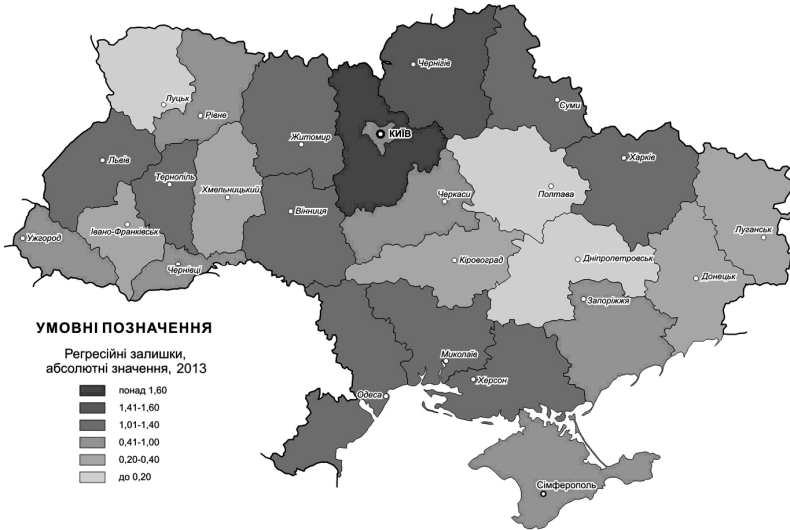 Чернігів
Луцьк
Рівне
Суми
КИЇВ
Житомир
Львів
Харків
Тернопіль
Хмельницький
Черкаси
Полтава
Вінниця
Івано-Франківськ
Ужгород
Луганськ
Кіровоград
Дніпропетровськ
Чернівці
Донецьк
Запоріжжя
УМОВНІ ПОЗНАЧЕННЯ
Регресійні залишки,
абсолютні значення, 2013
понад 1,60
1,41-1,60
1,01-1,40
0,41-1,00
0,20-0,40
до 0,20
Миколаїв
Херсон
Одеса
Сімферополь